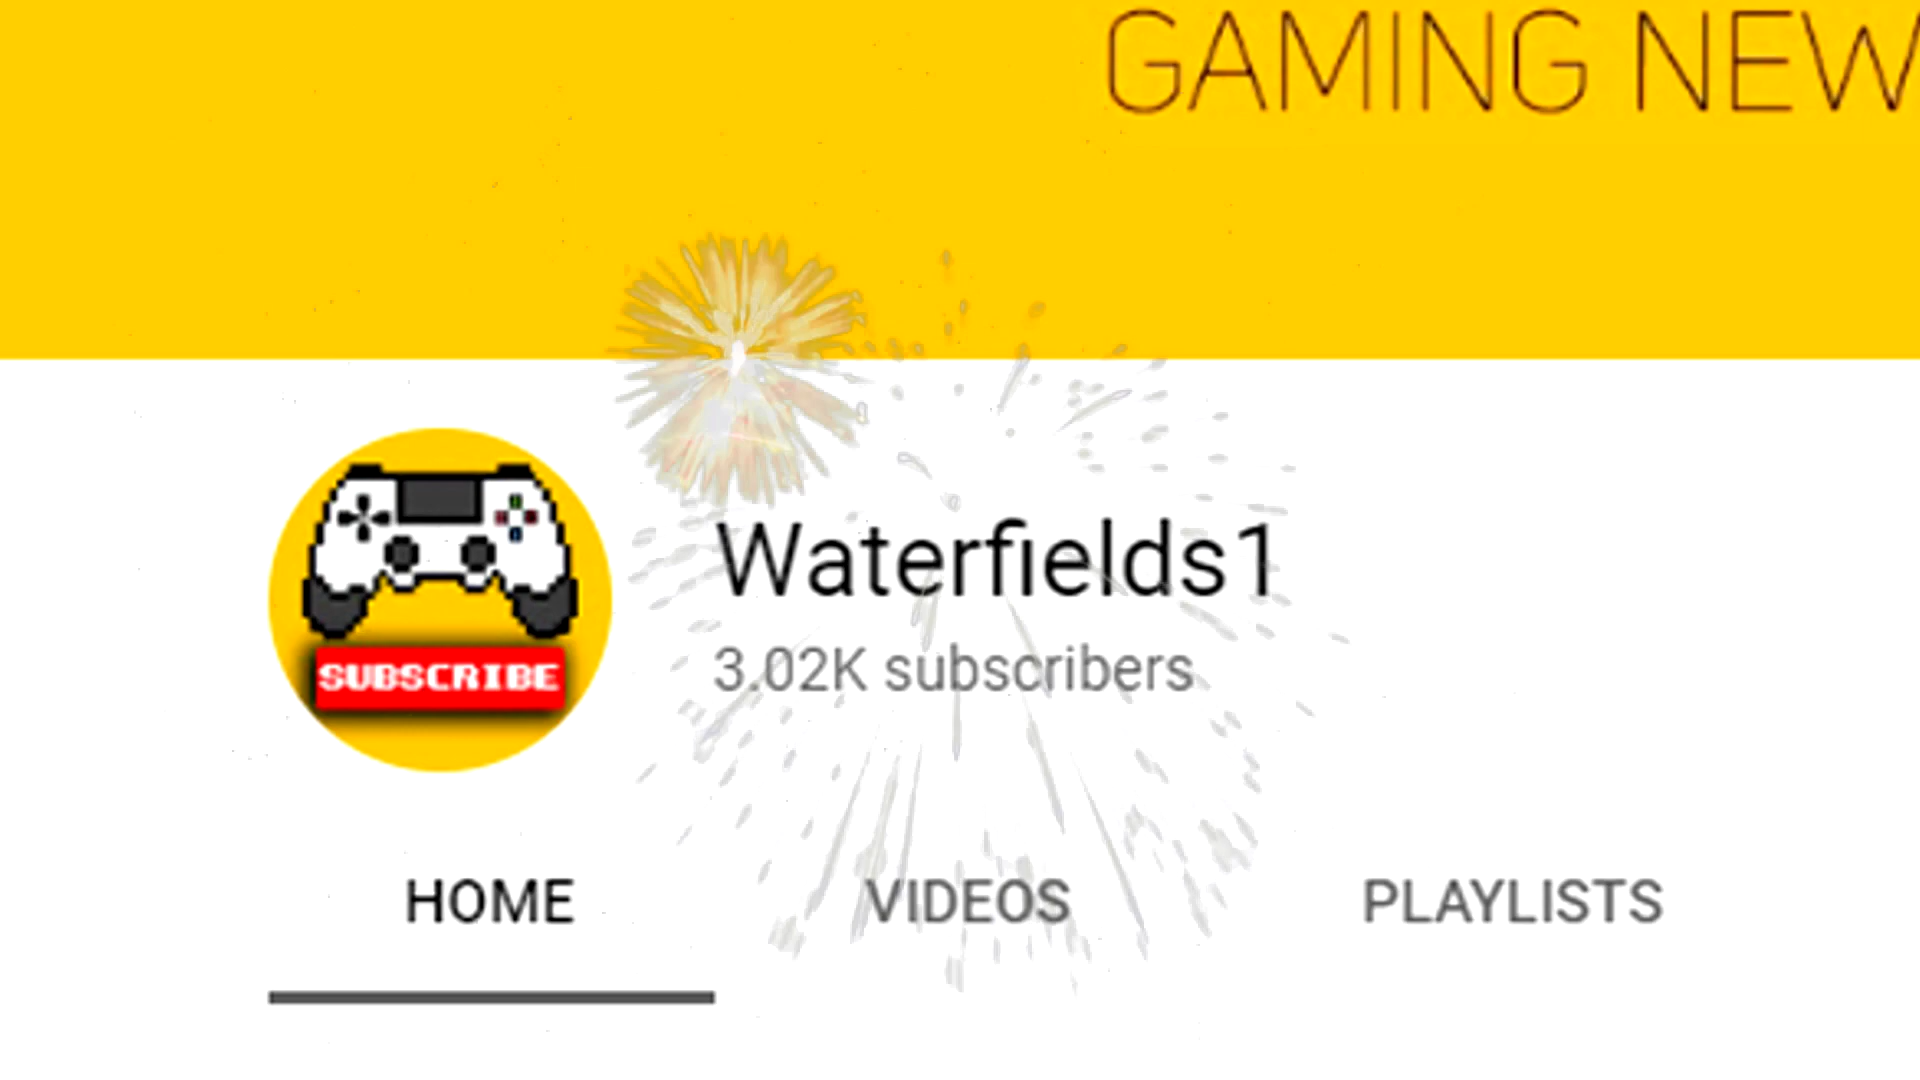 GAMING NEW
Waterfields1
3.02K subscribers
SUBSCRIBE
HOME
VIDEOS
PLAYLISTS